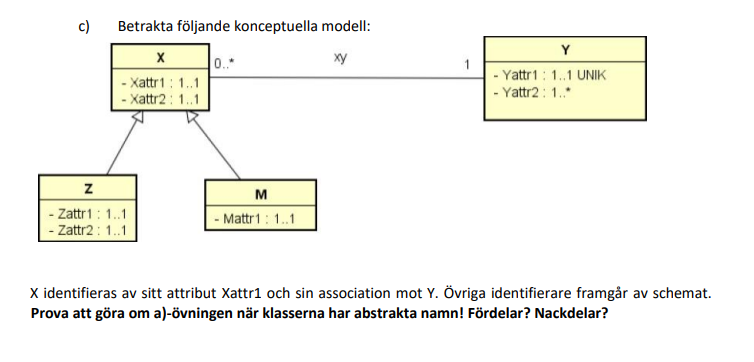 c) Betrakta följande konceptuella modell:
X
0..*
xy
1
Y
- Xattr1 : 1..1
- Xattr2 : 1..1
- Yattr1 : 1..1 UNIK
- Yattr2 : 1..*
Z
- Zattr1 : 1..1
- Zattr2 : 1..1
M
- Mattr1 : 1..1
X identifieras av sitt attribut Xattr1 och sin association mot Y. Övriga identifierare framgår av schemat.
Prova att göra om a)-övningen när klasserna har abstrakta namn! Fördelar? Nackdelar?